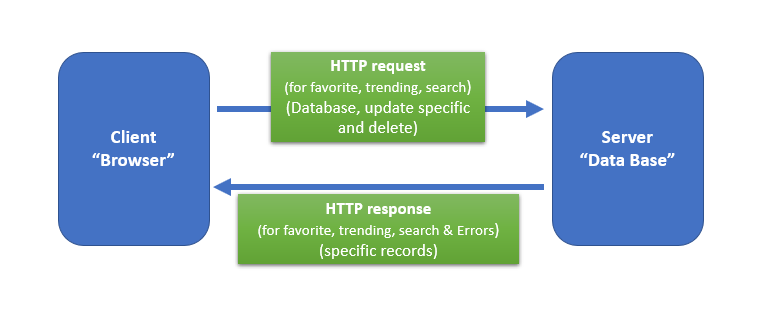 Client
“Browser”
HTTP request
(for favorite, trending, search)
(Database, update specific
and delete)
Server
“Data Base”
HTTP response
(for favorite, trending, search & Errors)
(specific records)